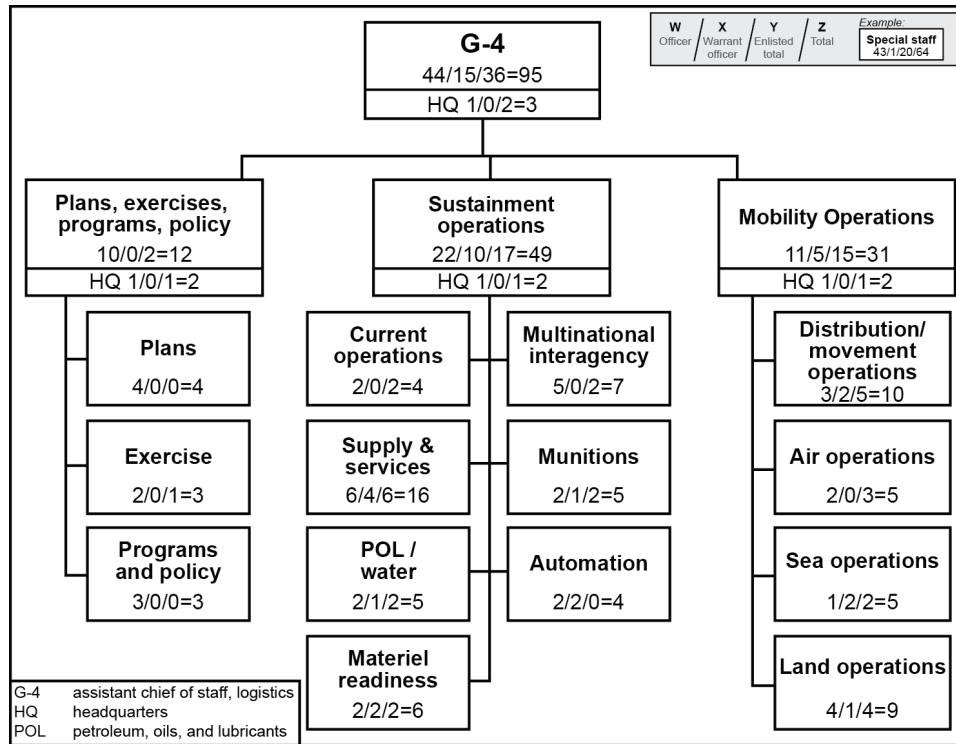 W / X / Y / Z
Officer / Warrant officer / Enlisted total / Total
Example:
Special staff
43/1/20/64
G-4
44/15/36=95
HQ 1/0/2=3
Plans, exercises,
programs, policy
10/0/2=12
HQ 1/0/1=2
Plans
4/0/0=4
Exercise
2/0/1=3
Programs
and policy
3/0/0=3
Sustainment
operations
22/10/17=49
HQ 1/0/1=2
Current
operations
2/0/2=4
Multinational
interagency
5/0/2=7
Supply &
services
6/4/6=16
Munitions
2/1/2=5
POL /
water
2/1/2=5
Automation
2/2/0=4
Materiel
readiness
2/2/2=6
Mobility Operations
11/5/15=31
HQ 1/0/1=2
Distribution/
movement
operations
3/2/5=10
Air operations
2/0/3=5
Sea operations
1/2/2=5
Land operations
4/1/4=9
G-4 assistant chief of staff, logistics
HQ headquarters
POL petroleum, oils, and lubricants